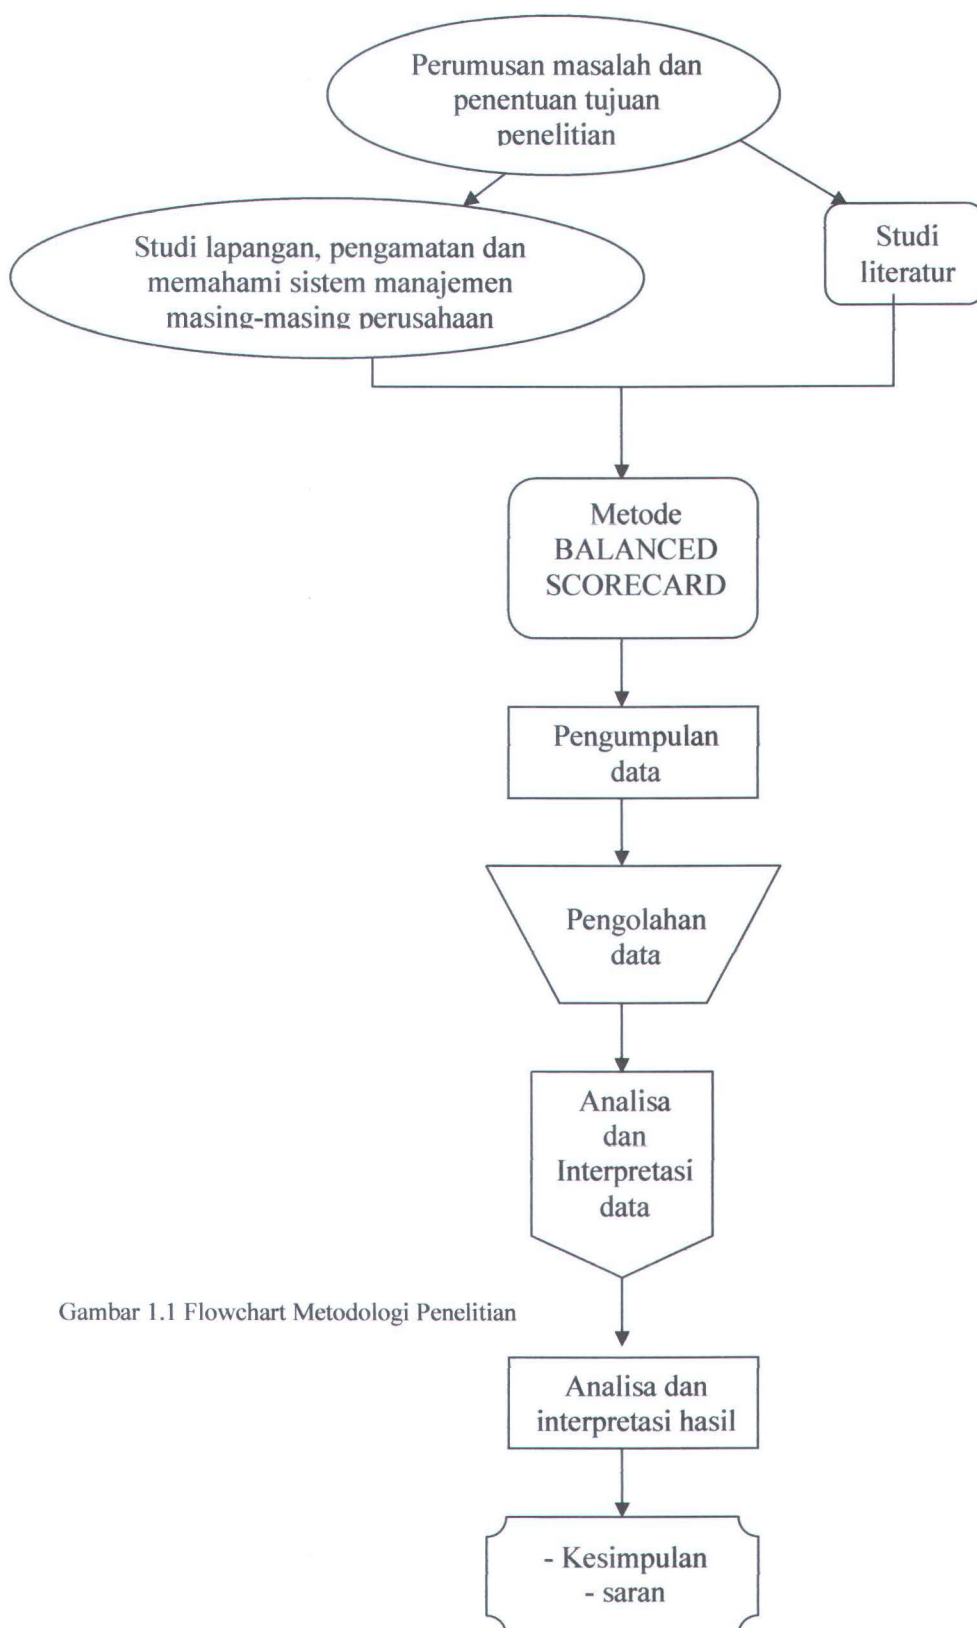 Perumusan masalah dan
penentuan tujuan
penelitian
Studi lapangan, pengamatan dan
memahami sistem manajemen
masing-masing perusahaan
Studi
literatur
Metode
BALANCED
SCORECARD
Pengumpulan
data
Pengolahan
data
Analisa
dan
Interpretasi
data
Gambar 1.1 Flowchart Metodologi Penelitian
Analisa dan
interpretasi hasil
- Kesimpulan
- saran